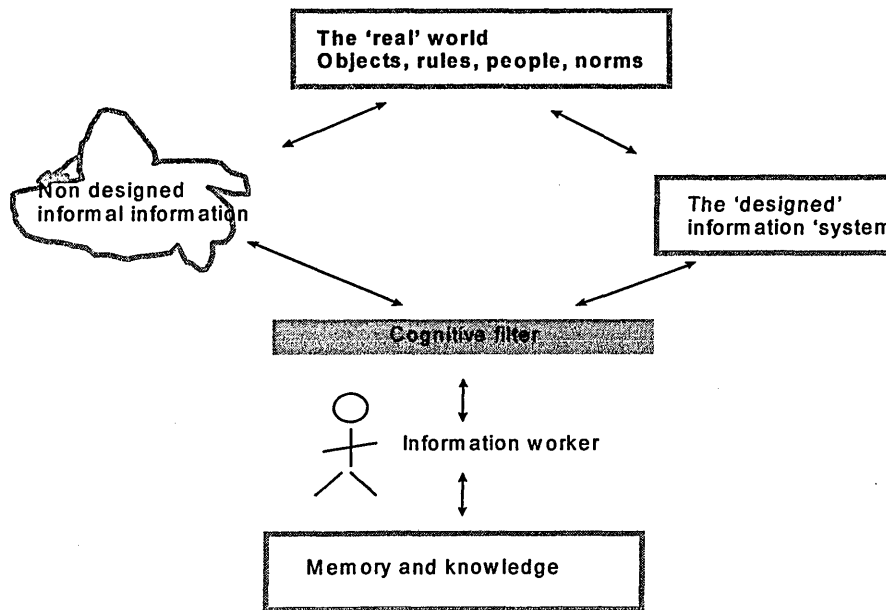 The ‘real’ world
Objects, rules, people, norms
Non designed
informal information
The ‘designed’
information ‘system
Cognitive filter
Information worker
Memory and knowledge